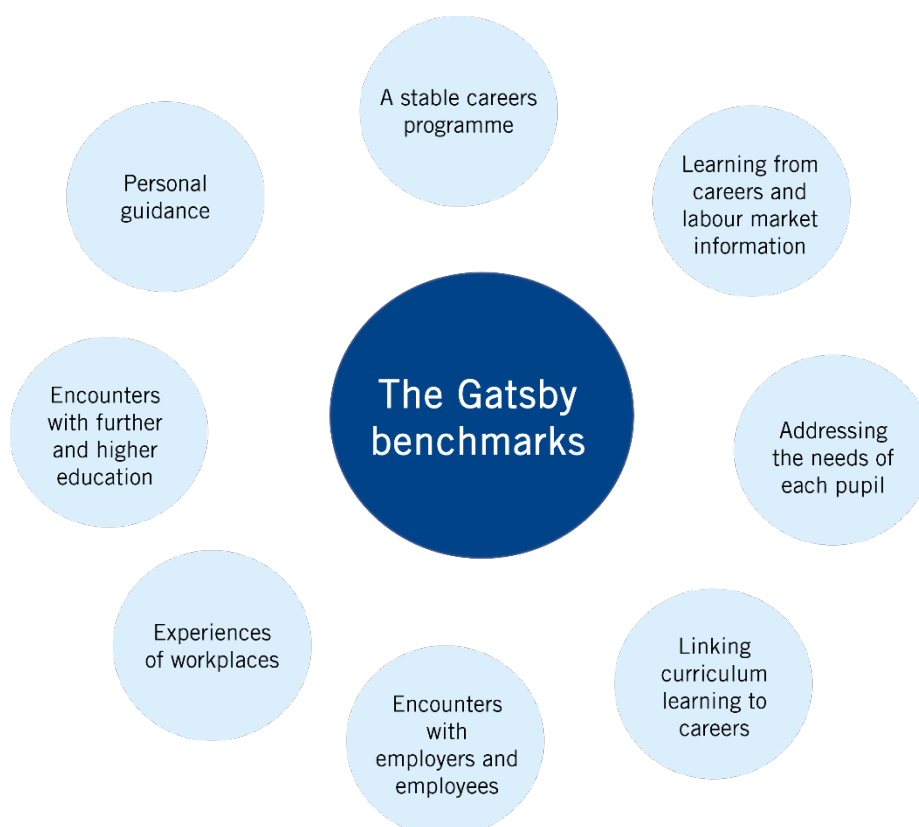 A stable careers
programme
Learning from
careers and
labour market
information
Addressing
the needs of
each pupil
Linking
curriculum
learning to
careers
Encounters
with
employers and
employees
Experiences
of workplaces
Encounters
with further
and higher
education
Personal
guidance
The Gatsby
benchmarks